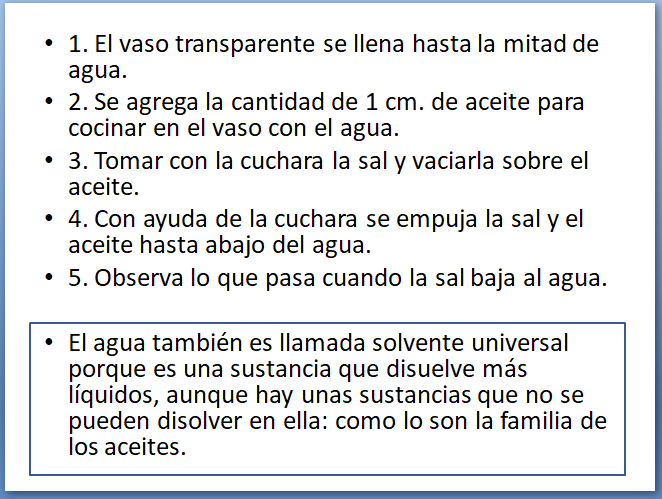 • 1. El vaso transparente se llena hasta la mitad de
agua.
• 2. Se agrega la cantidad de 1 cm. de aceite para
cocinar en el vaso con el agua.
• 3. Tomar con la cuchara la sal y vaciarla sobre el
aceite.
• 4. Con ayuda de la cuchara se empuja la sal y el
aceite hasta abajo del agua.
• 5. Observa lo que pasa cuando la sal baja al agua.
• El agua también es llamada solvente universal
porque es una sustancia que disuelve más
líquidos, aunque hay unas sustancias que no se
pueden disolver en ella: como lo son la familia de
los aceites.